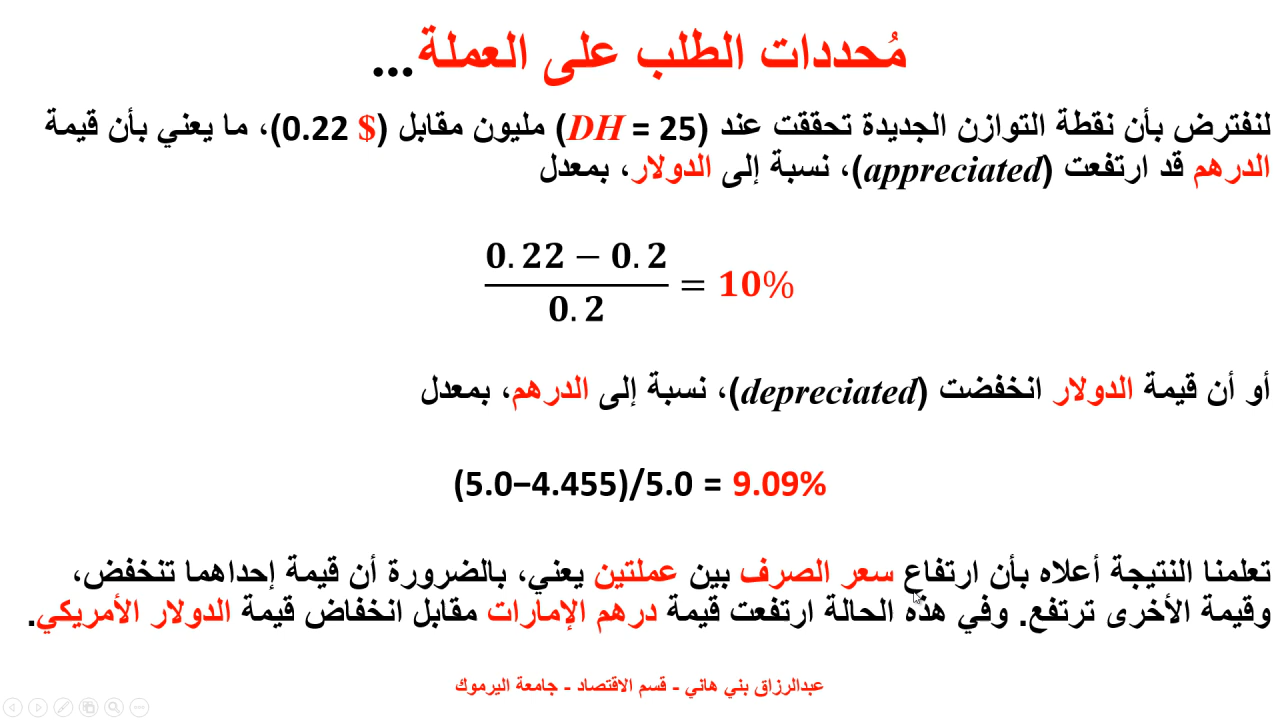 مُحددات الطلب على العملة...
لنفترض بأن نقطة التوازن الجديدة تحققت عند (DH = 25) مليون مقابل (0.22 $)، ما يعني بأن قيمة
الدرهم قد ارتفعت (appreciated)، نسبة إلى الدولار، بمعدل
0.22 − 0.2
0.2
= 10%
أو أن قيمة الدولار انخفضت (depreciated)، نسبة إلى الدرهم، بمعدل
(5.0−4.455)/5.0 = 9.09%
تعلمنا النتيجة أعلاه بأن ارتفاع سعر الصرف بين عملتين يعني، بالضرورة أن قيمة إحداهما تنخفض،
وقيمة الأخرى ترتفع. وفي هذه الحالة ارتفعت قيمة درهم الإمارات مقابل انخفاض قيمة الدولار الأمريكي.
عبدالرزاق بني هاني - قسم الاقتصاد - جامعة اليرموك